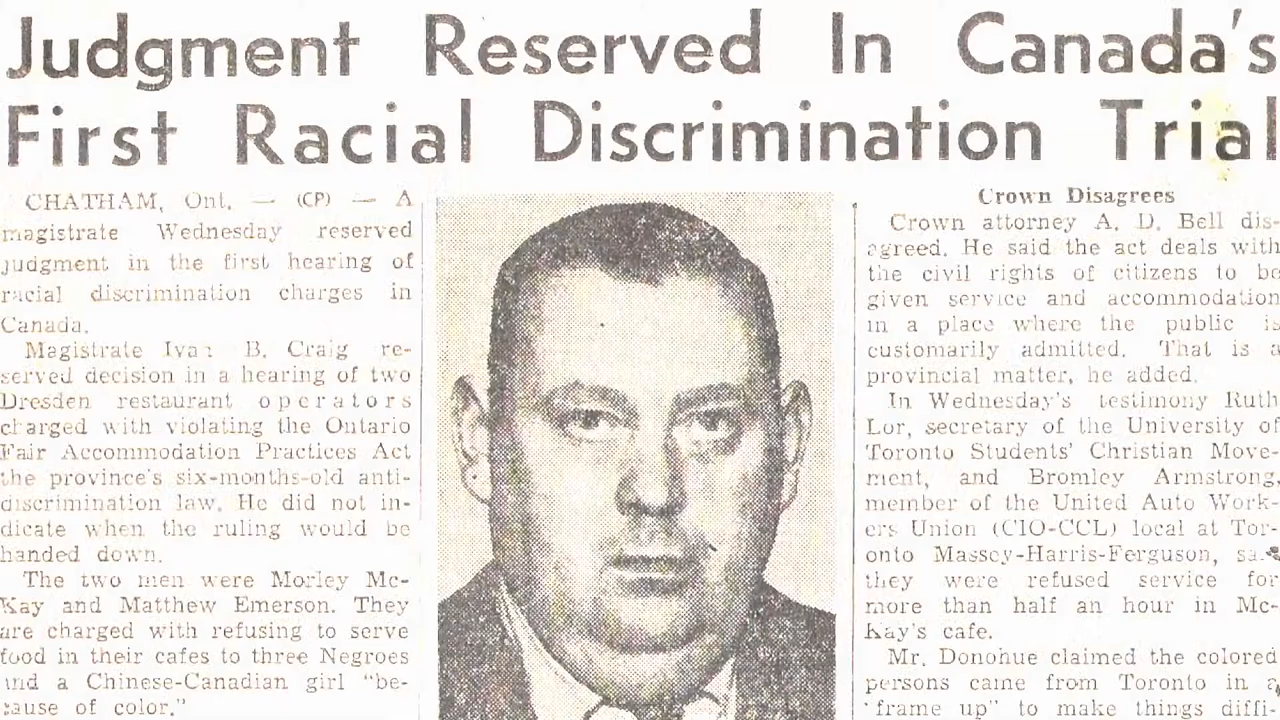 Judgment Reserved In Canada's
First Racial Discrimination Trial
CHATHAM, Ont. — (CP) — A
magistrate Wednesday reserved
judgment in the first hearing of
racial discrimination charges in
Canada.
Magistrate Ivan B. Craig re-
served decision in a hearing of two
Dresden restaurant operators
charged with violating the Ontario
Fair Accommodation Practices Act
the province's six-months-old anti-
discrimination law. He did not in-
dicate when the ruling would be
handed down.
The two men were Morley Mc-
Kay and Matthew Emerson. They
are charged with refusing to serve
food in their cafes to three Negroes
and a Chinese-Canadian girl "be-
cause of color."
Crown Disagrees
Crown attorney A. D. Bell dis-
agreed. He said the act deals with
the civil rights of citizens to be
given service and accommodation
in a place where the public is
customarily admitted. That is a
provincial matter, he added.
In Wednesday's testimony Ruth
Lor, secretary of the University of
Toronto Students' Christian Move-
ment, and Bromley Armstrong,
member of the United Auto Work-
ers Union (CIO-CCL) local at Tor-
onto Massey-Harris-Ferguson,
they were refused service for
more than half an hour in Mc-
Kay's cafe.
Mr. Donohue claimed the colored
persons came from Toronto in a
"frame up" to make things diffi-